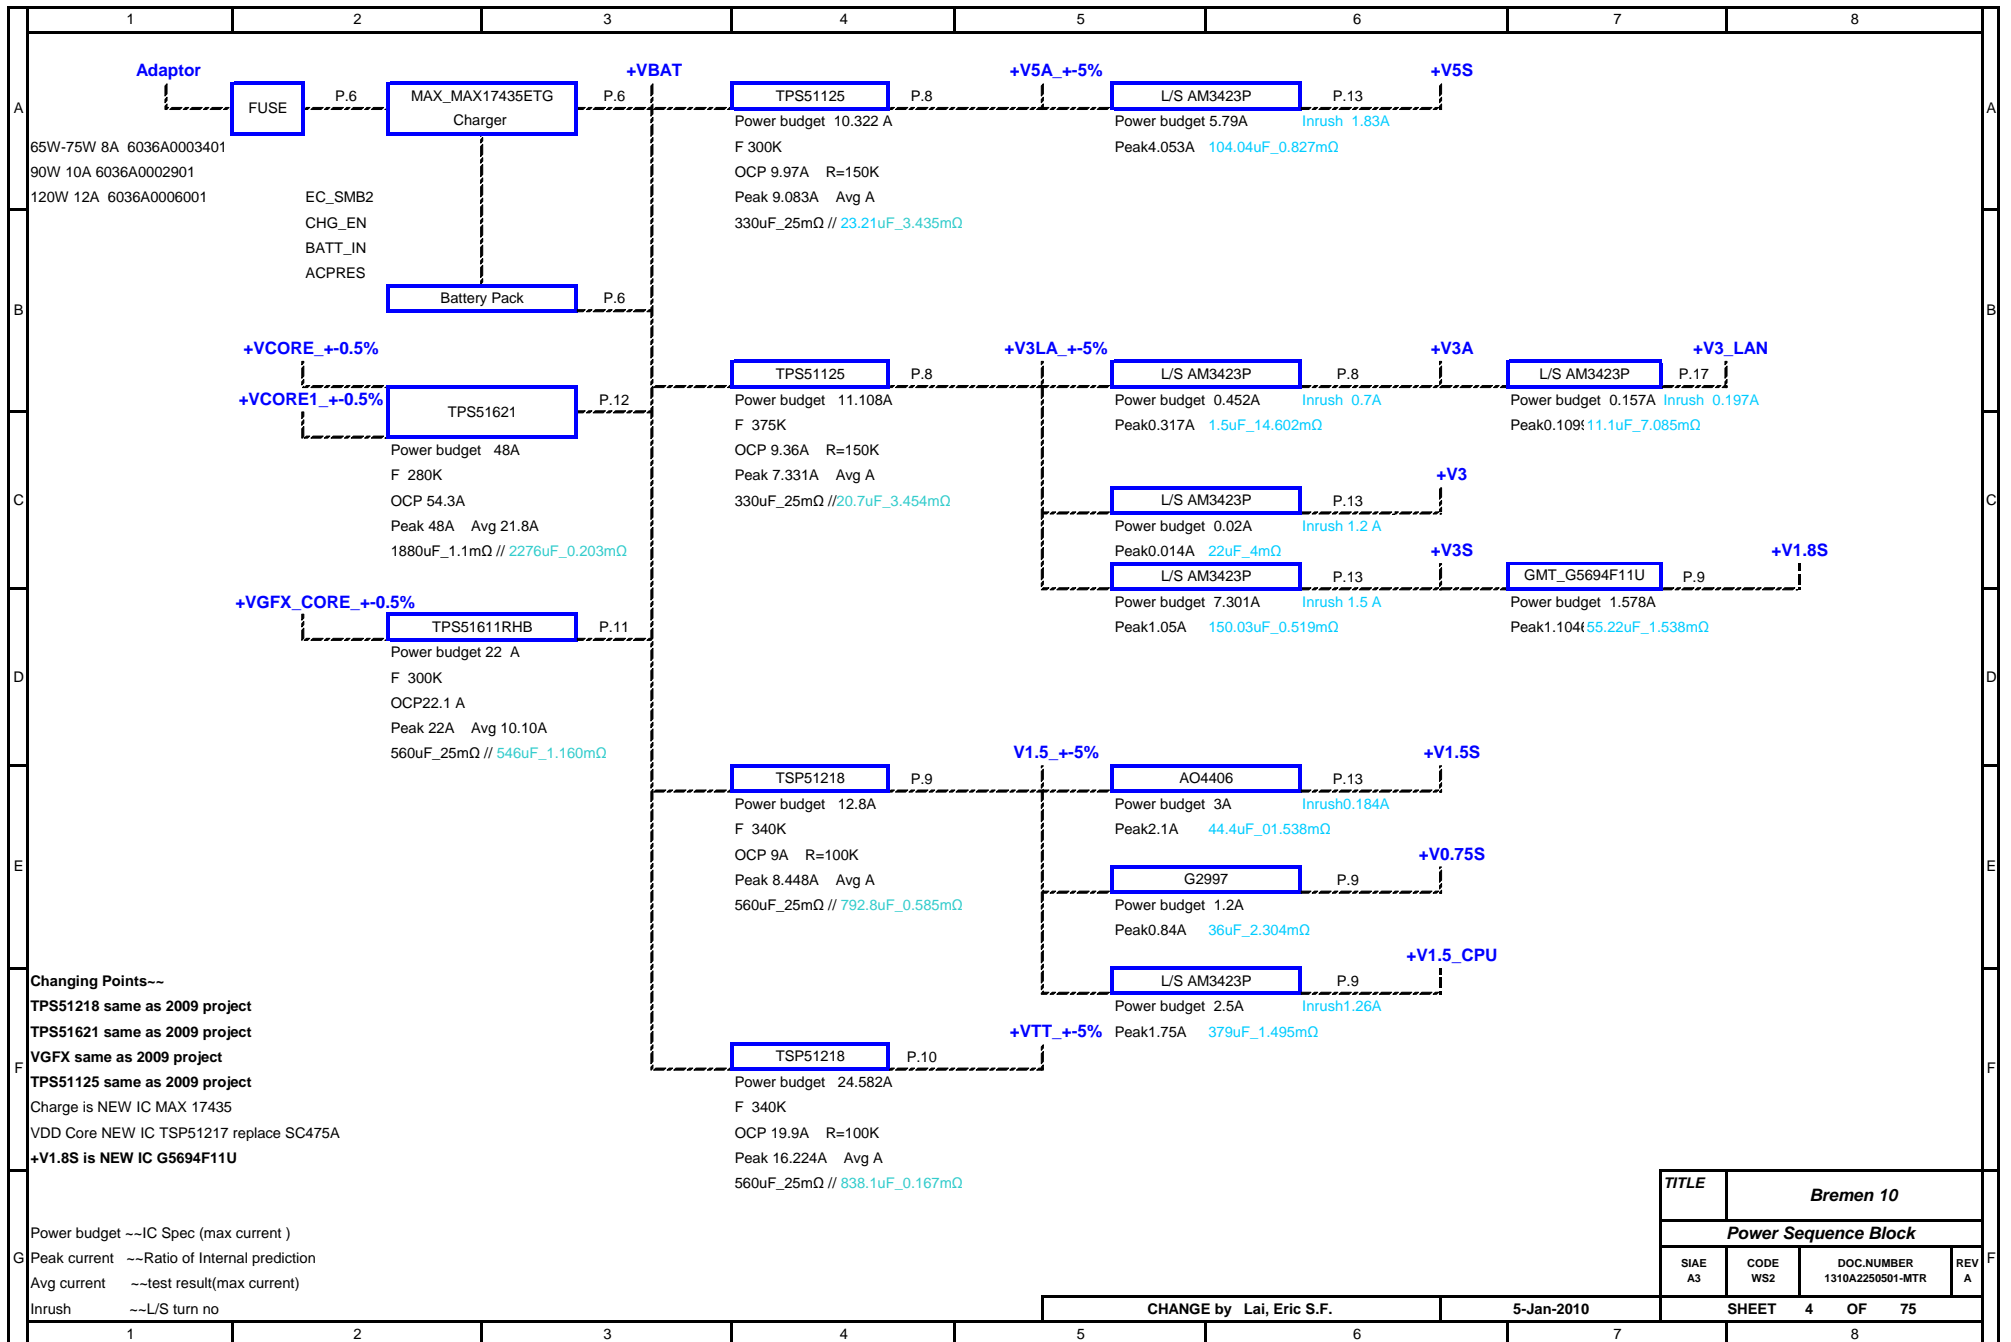 1 2 3 4 5 6 7 8
Adaptor
+VBAT
+V5A_+-5%
+V5S
A
FUSE
P.6
MAX_MAX17435ETG
Charger
P.6
TPS51125
P.8
L/S AM3423P
P.13
A
Power budget 10.322 A
F 300K
OCP 9.97A R=150K
Peak 9.083A Avg A
330uF_25mΩ // 23.21uF_3.435mΩ
Power budget 5.79A
Inrush 1.83A
Peak4.053A 104.04uF_0.827mΩ
65W-75W 8A 6036A0003401
90W 10A 6036A0002901
120W 12A 6036A0006001
EC_SMB2
CHG_EN
BATT_IN
ACPRES
B
Battery Pack
P.6
B
+VCORE_+-0.5%
+VCORE1_+-0.5%
TPS51621
P.12
Power budget 48A
F 280K
OCP 54.3A
Peak 48A Avg 21.8A
1880uF_1.1mΩ // 2276uF_0.203mΩ
+V3LA_+-5%
+V3A
+V3_LAN
TPS51125
P.8
Power budget 11.108A
F 375K
OCP 9.36A R=150K
Peak 7.331A Avg A
330uF_25mΩ //20.7uF_3.454mΩ
L/S AM3423P
P.8
Power budget 0.452A
Inrush 0.7A
Peak0.317A 1.5uF_14.602mΩ
L/S AM3423P
P.17
Power budget 0.157A Inrush 0.197A
Peak0.109 11.1uF_7.085mΩ
C
+V3
L/S AM3423P
P.13
C
Power budget 0.02A
Inrush 1.2 A
Peak0.014A 22uF_4mΩ
+V3S
+V1.8S
L/S AM3423P
P.13
Power budget 7.301A
Inrush 1.5 A
Peak1.05A 150.03uF_0.519mΩ
GMT_G5694F11U
P.9
Power budget 1.578A
Peak1.104 55.22uF_1.538mΩ
+VGFX_CORE_+-0.5%
TPS51611RHB
P.11
Power budget 22 A
F 300K
OCP22.1 A
Peak 22A Avg 10.10A
560uF_25mΩ // 546uF_1.160mΩ
D
D
V1.5_+-5%
+V1.5S
TSP51218
P.9
Power budget 12.8A
F 340K
OCP 9A R=100K
Peak 8.448A Avg A
560uF_25mΩ // 792.8uF_0.585mΩ
AO4406
P.13
Power budget 3A
Inrush0.184A
Peak2.1A 44.4uF_01.538mΩ
E
+V0.75S
E
G2997
P.9
Power budget 1.2A
Peak0.84A 36uF_2.304mΩ
+V1.5_CPU
L/S AM3423P
P.9
Power budget 2.5A
Inrush1.26A
Peak1.75A 379uF_1.495mΩ
+VTT_+-5%
TSP51218
P.10
Power budget 24.582A
F 340K
OCP 19.9A R=100K
Peak 16.224A Avg A
560uF_25mΩ // 838.1uF_0.167mΩ
Changing Points~~
TPS51218 same as 2009 project
TPS51621 same as 2009 project
VGFX same as 2009 project
F
TPS51125 same as 2009 project
F
Charge is NEW IC MAX 17435
VDD Core NEW IC TSP51217 replace SC475A
+V1.8S is NEW IC G5694F11U
Power budget ~~IC Spec (max current )
G
Peak current ~~Ratio of Internal prediction
F
Avg current ~~test result(max current)
Inrush ~~L/S turn no
TITLE
Bremen 10
Power Sequence Block
SIAE
A3
CODE
WS2
DOC.NUMBER
1310A2250501-MTR
REV
A
CHANGE by Lai, Eric S.F.
5-Jan-2010
SHEET 4 OF 75
1 2 3 4 5 6 7 8